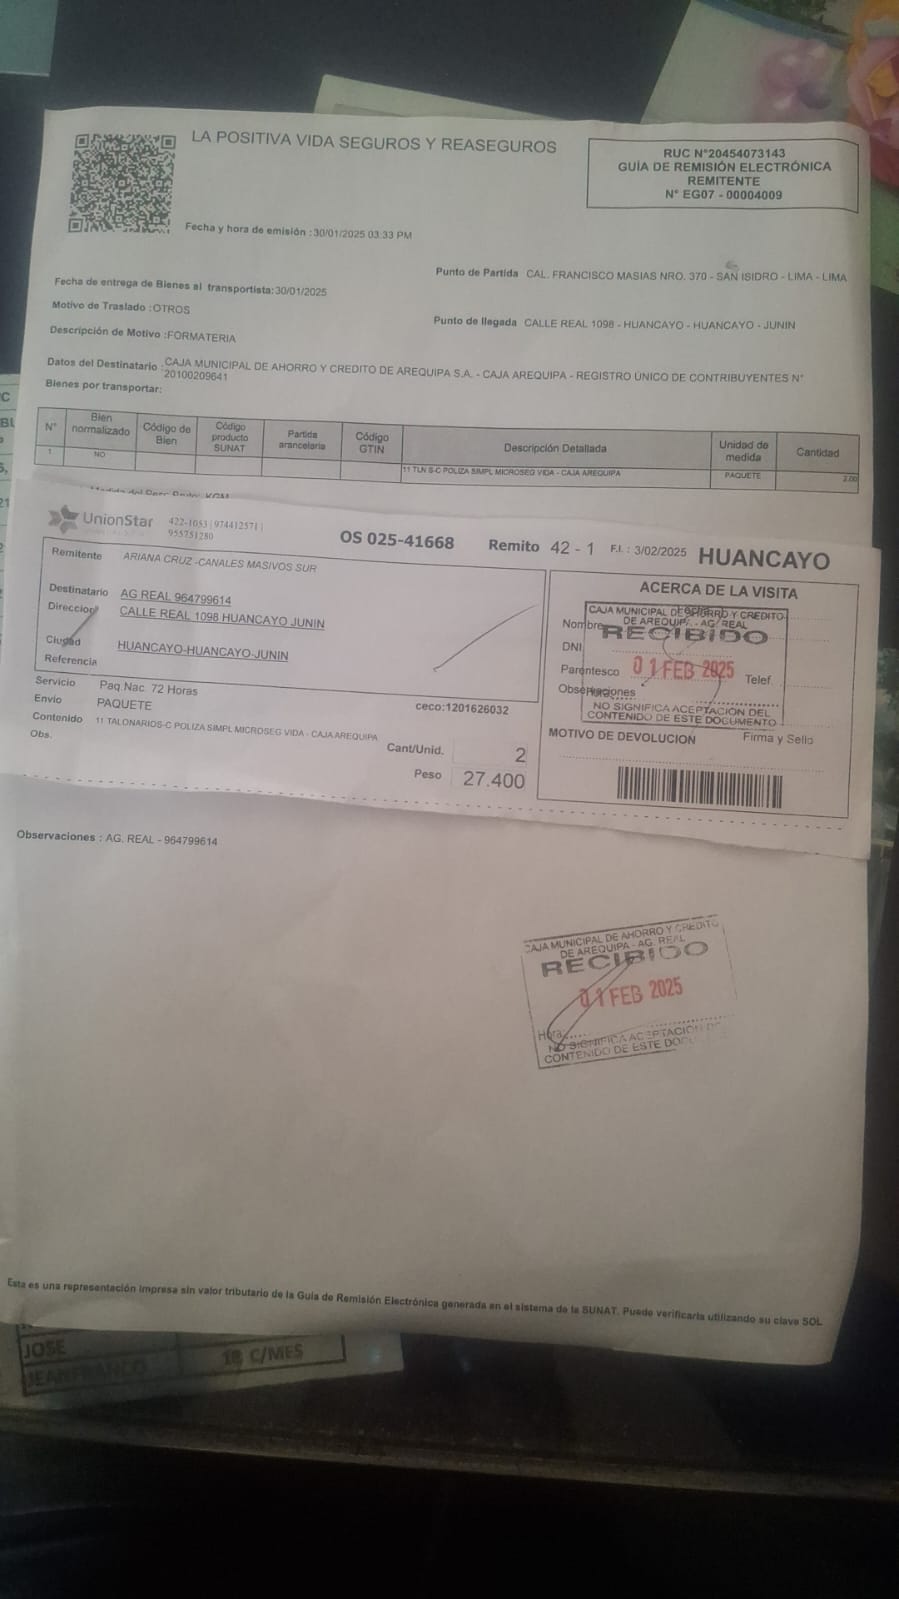 LA POSITIVA VIDA SEGUROS Y REASEGUROS
RUC N°20454073143
GUÍA DE REMISIÓN ELECTRÓNICA
REMITENTE
N° EG07 - 00004009
Fecha y hora de emisión :30/01/2025 03:33 PM
Fecha de entrega de Bienes al transportista:30/01/2025
Punto de Partida CAL. FRANCISCO MASIAS NRO. 370 - SAN ISIDRO - LIMA - LIMA
Motivo de Traslado :OTROS
Punto de llegada CALLE REAL 1098 - HUANCAYO - HUANCAYO - JUNIN
Descripción de Motivo :FORMATERIA
Datos del Destinatario : CAJA MUNICIPAL DE AHORRO Y CREDITO DE AREQUIPA S.A. - CAJA AREQUIPA - REGISTRO ÚNICO DE CONTRIBUYENTES N°
20100209641
Bienes por transportar:
N° Bien normalizado Código de Bien Código producto SUNAT Partida arancelaria Código GTIN Descripción Detallada Unidad de medida Cantidad
1 NO 11 TLN S-C POLIZA SIMPL MICROSEG VIDA - CAJA AREQUIPA PAQUETE 2.00
UnionStar
422-1053 | 974412571 |
955751280
OS 025-41668
Remito 42 - 1
F.I. : 3/02/2025
HUANCAYO
Remitente ARIANA CRUZ -CANALES MASIVOS SUR
Destinatario AG REAL 964799614
Direccion CALLE REAL 1098 HUANCAYO JUNIN
Ciudad HUANCAYO-HUANCAYO-JUNIN
Referencia
Servicio Paq.Nac. 72 Horas
ceco:1201626032
Envío PAQUETE
Contenido 11 TALONARIOS-C POLIZA SIMPL MICROSEG VIDA - CAJA AREQUIPA
Obs.
Cant/Unid. 2
Peso 27.400
ACERCA DE LA VISITA
Fecha
Nombre
DNI
Parentesco
Telef.
Observaciones
CAJA MUNICIPAL DE AHORRO Y CREDITO
DE AREQUIPA - AG. REAL
RECIBIDO
01 FEB 2025
NO SIGNIFICA ACEPTACION DEL
CONTENIDO DE ESTE DOCUMENTO
MOTIVO DE DEVOLUCION
Firma y Sello
Observaciones : AG. REAL - 964799614
CAJA MUNICIPAL DE AHORRO Y CREDITO
DE AREQUIPA - AG. REAL
RECIBIDO
01 FEB 2025
Hora:
NO SIGNIFICA ACEPTACION DE
CONTENIDO DE ESTE DOCU
Esta es una representación impresa sin valor tributario de la Guía de Remisión Electrónica generada en el sistema de la SUNAT. Puede verificarla utilizando su clave SOL
JOSE
JEANFRANCO
18 C/MES